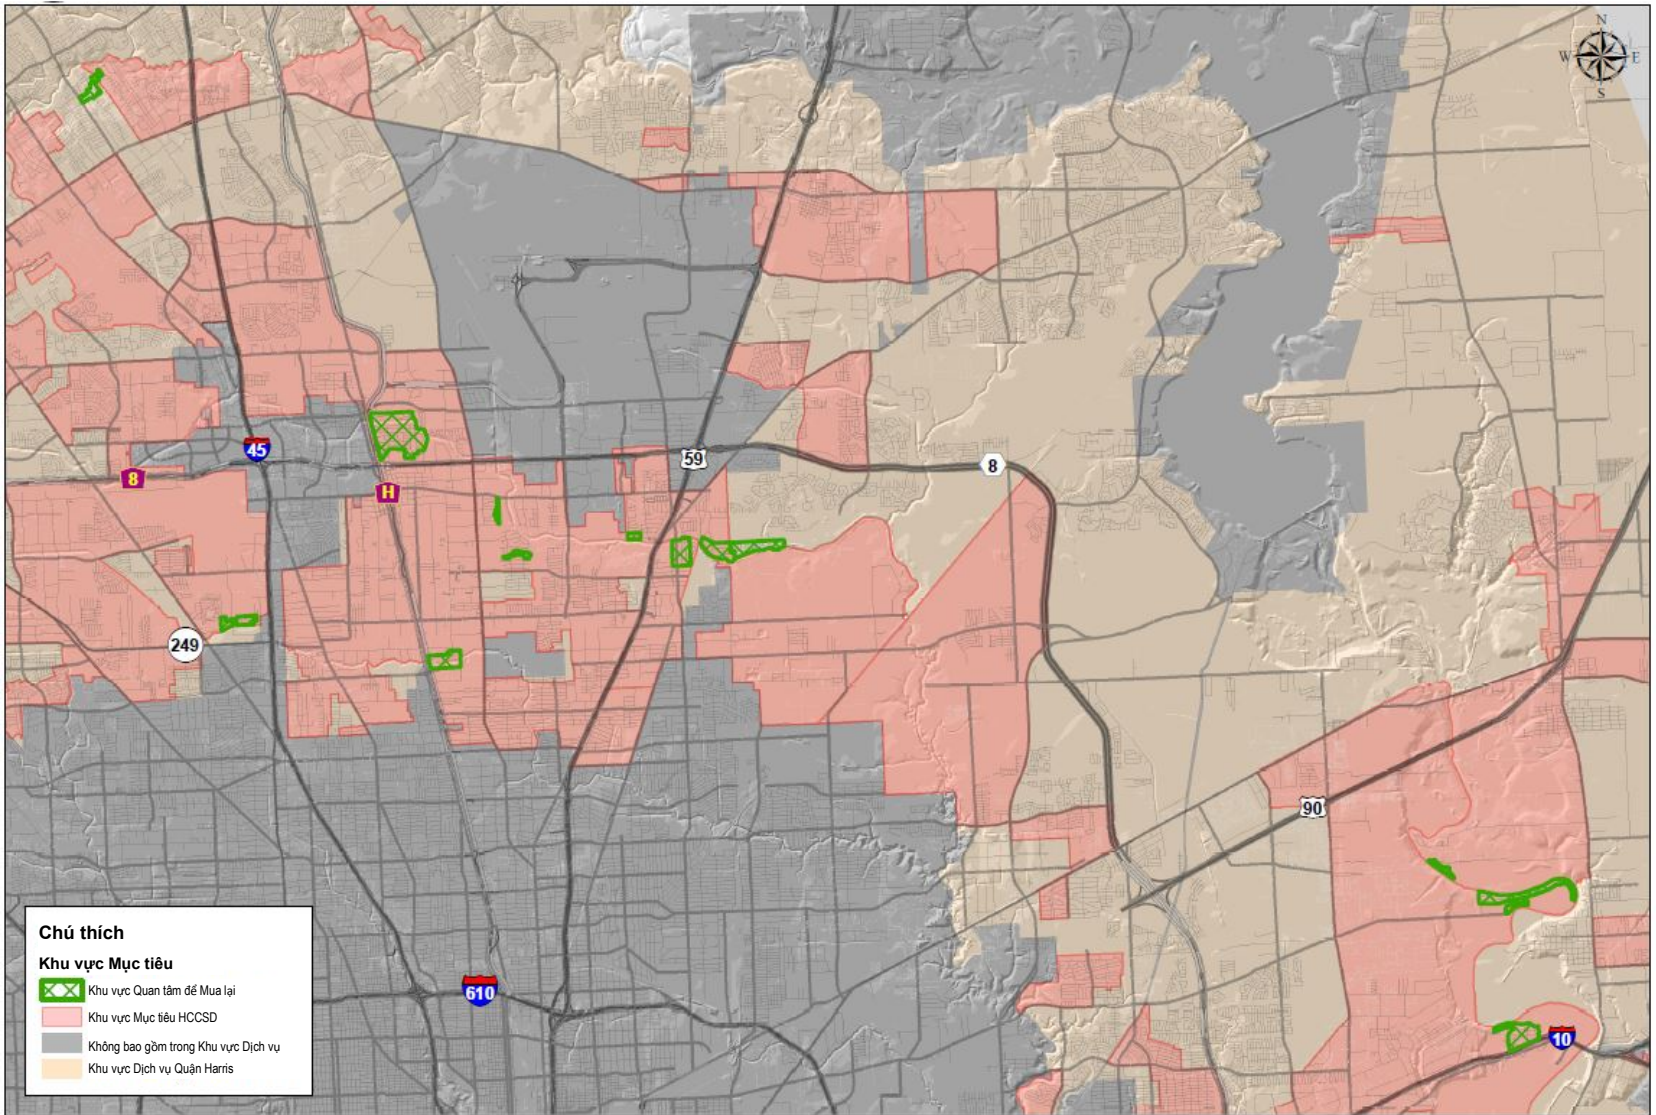 N
W E
S
45
8
59
8
H
249
90
610
10
Chú thích
Khu vực Mục tiêu
Khu vực Quan tâm để Mua lại
Khu vực Mục tiêu HCCSD
Không bao gồm trong Khu vực Dịch vụ
Khu vực Dịch vụ Quận Harris